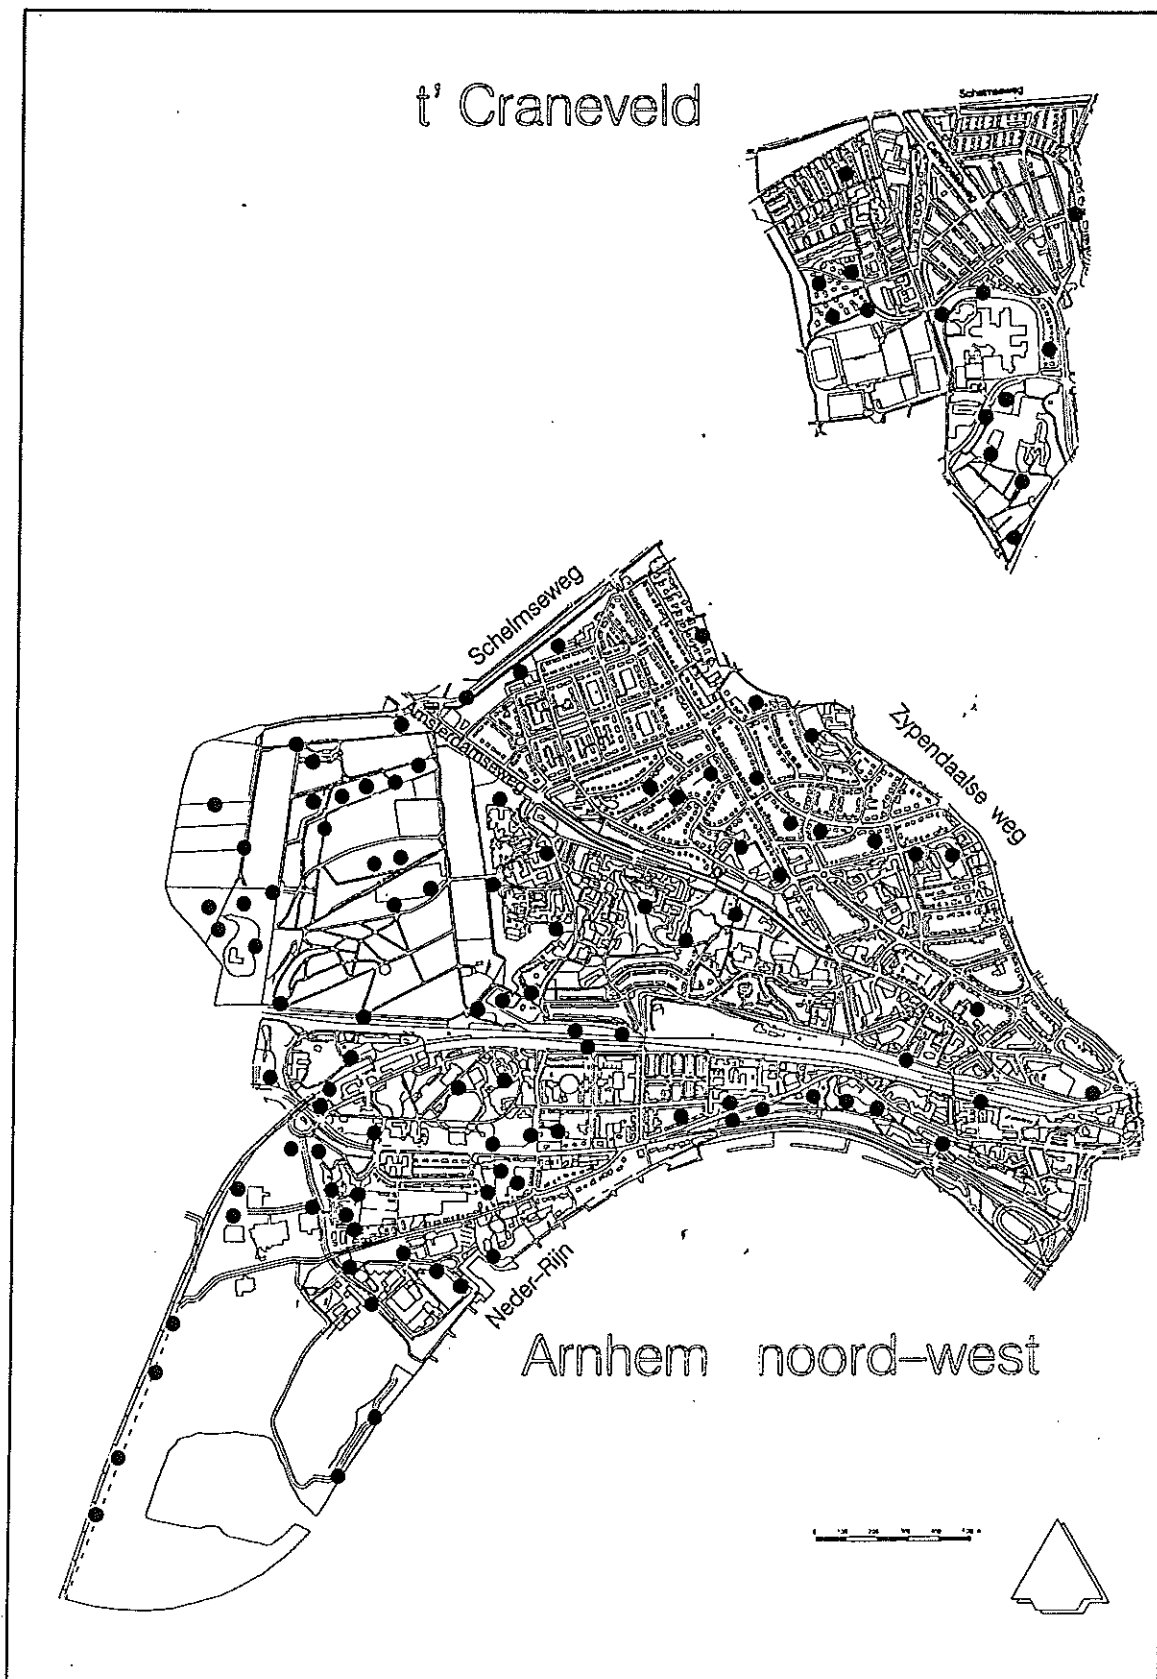 t' Craneveld
Schelmseweg
Schelmseweg
Amsterdamseweg
Zypendaalse weg
Neder-Rijn
Arnhem noord-west